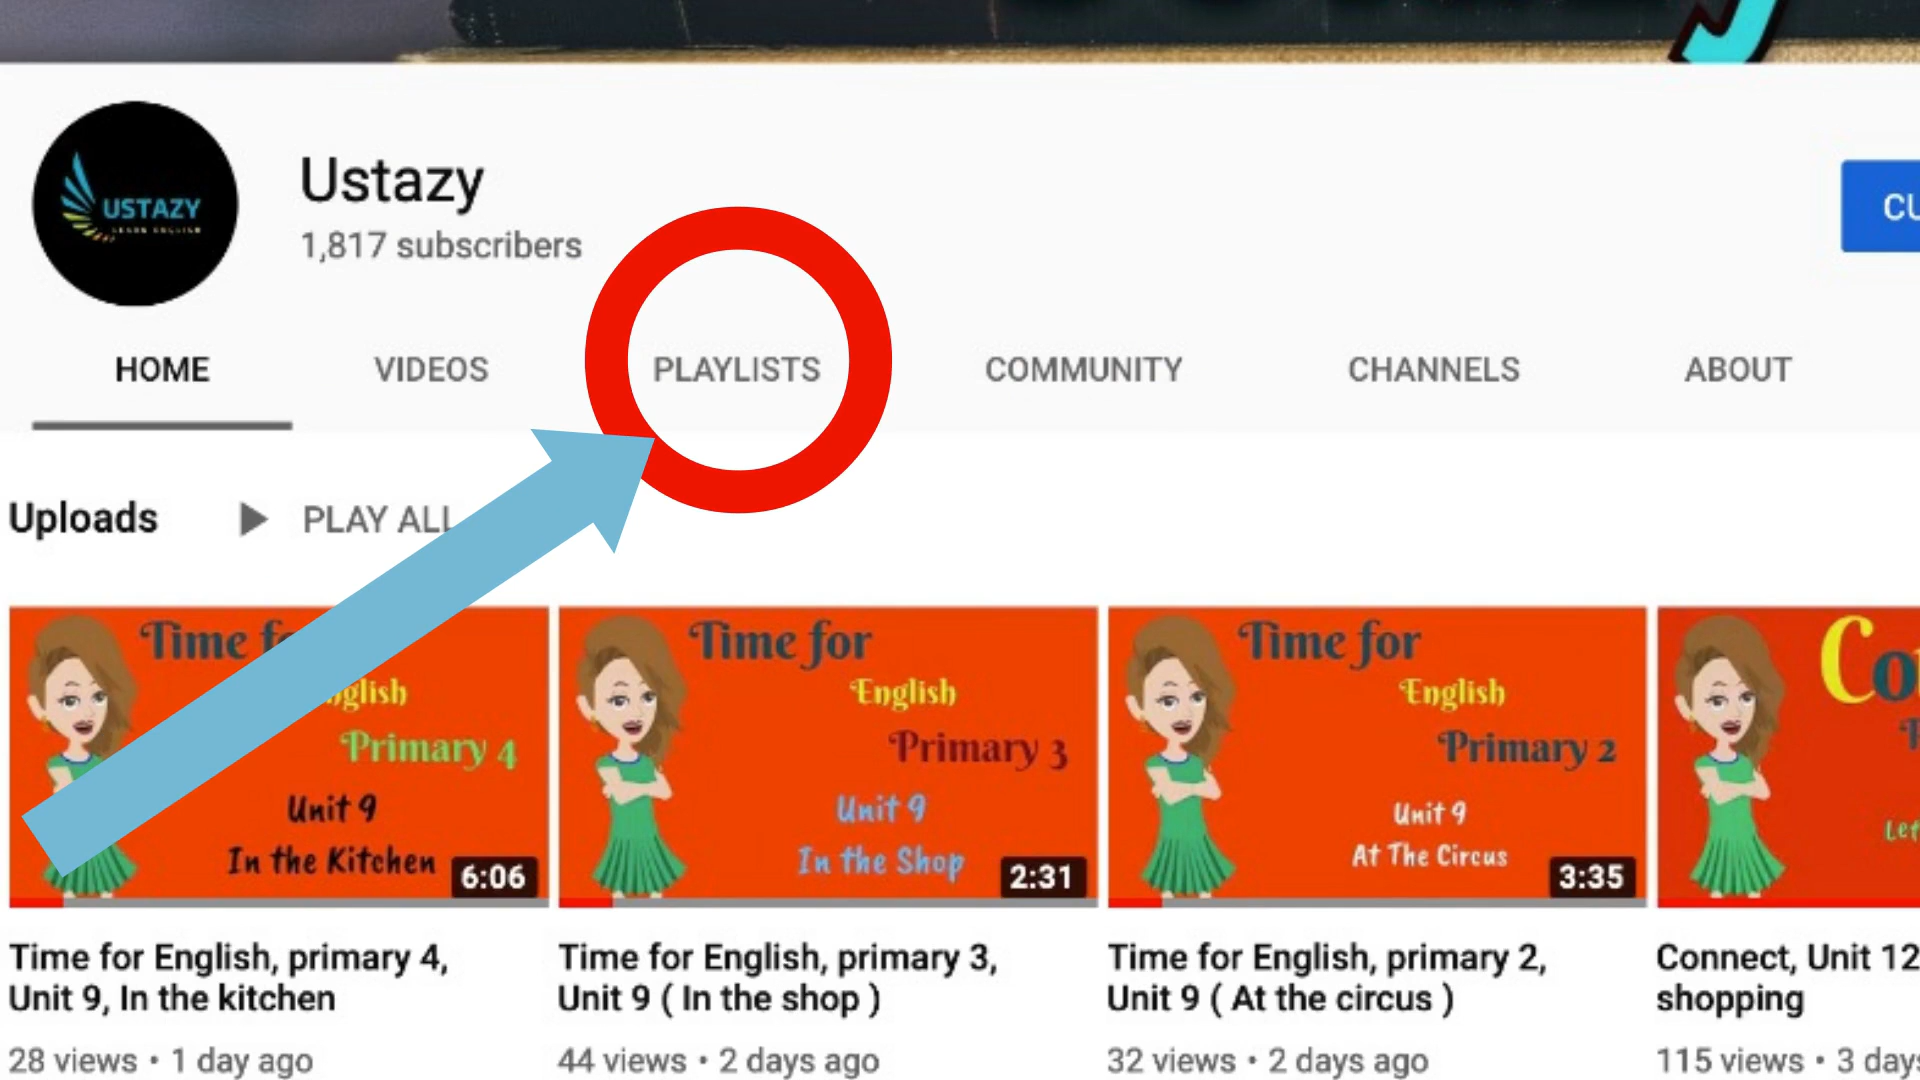 USTAZY
LEARN ENGLISH
Ustazy
1,817 subscribers
CU
HOME
VIDEOS
PLAYLISTS
COMMUNITY
CHANNELS
ABOUT
Uploads
PLAY ALL
Time
nglish
Primary 4
Unit 9
In the Kitchen
6:06
Time for
English
Primary 3
Unit 9
In the Shop
2:31
Time for
English
Primary 2
Unit 9
At The Circus
3:35
Co
Let
Time for English, primary 4,
Unit 9, In the kitchen
28 views • 1 day ago
Time for English, primary 3,
Unit 9 ( In the shop )
44 views • 2 days ago
Time for English, primary 2,
Unit 9 ( At the circus )
32 views • 2 days ago
Connect, Unit 12
shopping
115 views • 3 days